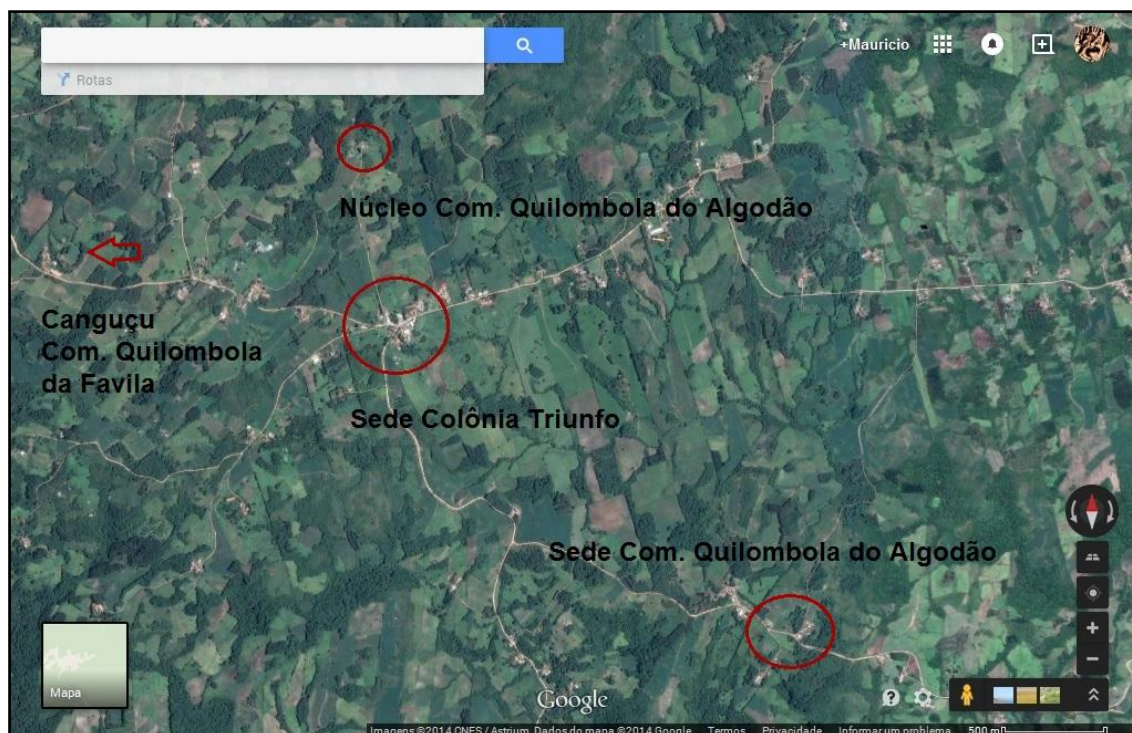 +Mauricio
Rotas
Núcleo Com. Quilombola do Algodão
Canguçu
Com. Quilombola
da Favila
Sede Colônia Triunfo
Sede Com. Quilombola do Algodão
Mapa
Google
Imagens ©2014 CNES / Astrium, Dados do mapa ©2014 Google Termos Privacidade Informar um problema 500 m